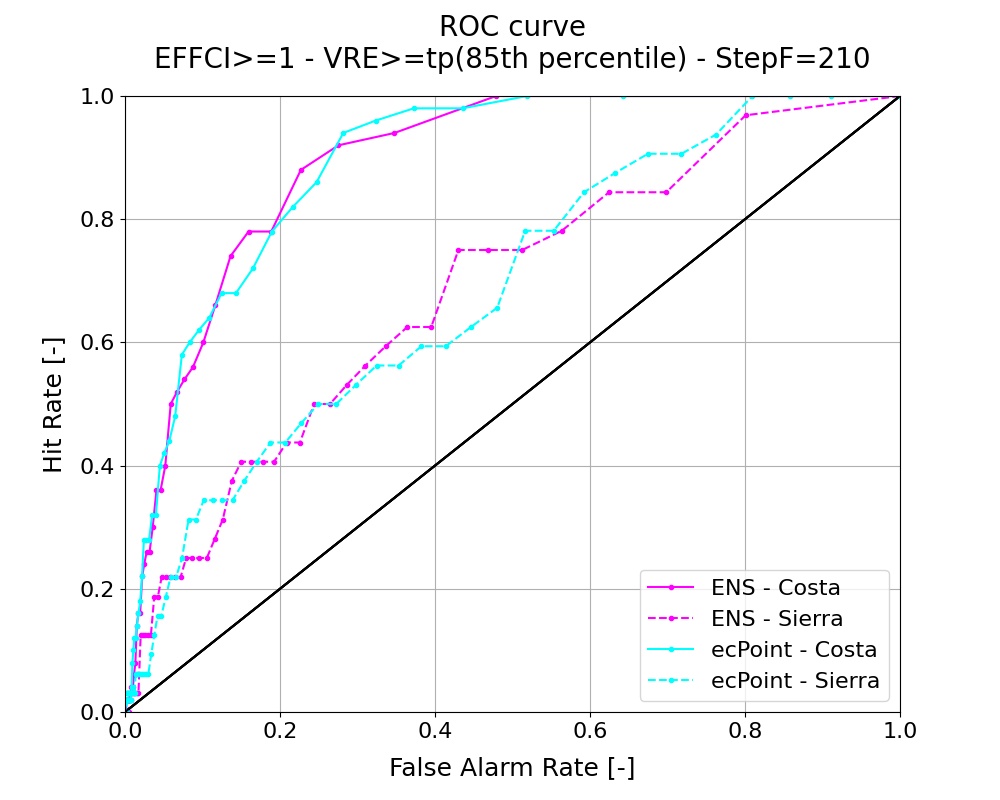 ROC curve
EFFCI>=1 - VRE>=tp(85th percentile) - StepF=210
1.0
0.8
0.6
0.4
0.2
0.0
Hit Rate [-]
0.0 0.2 0.4 0.6 0.8 1.0
False Alarm Rate [-]
ENS - Costa
ENS - Sierra
ecPoint - Costa
ecPoint - Sierra